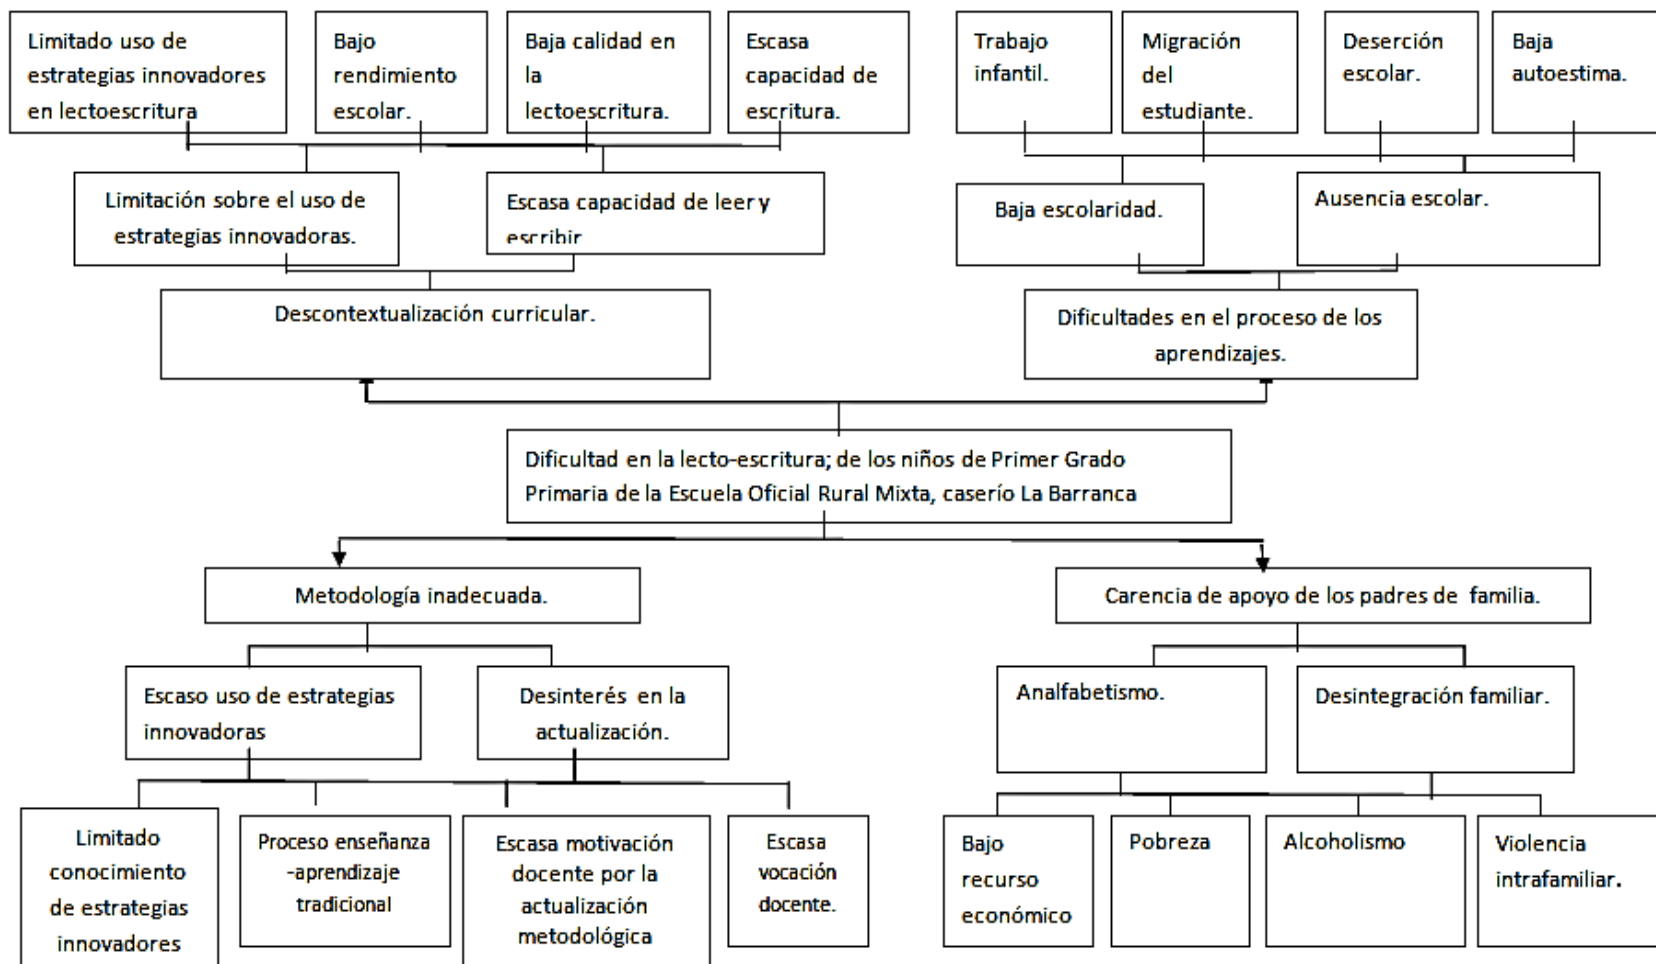 Limitado uso de
estrategias innovadores
en lectoescritura
Bajo
rendimiento
escolar.
Baja calidad en
la
lectoescritura.
Escasa
capacidad de
escritura.
Trabajo
infantil.
Migración
del
estudiante.
Deserción
escolar.
Baja
autoestima.
Limitación sobre el uso de
estrategias innovadoras.
Escasa capacidad de leer y
escribir
Baja escolaridad.
Ausencia escolar.
Descontextualización curricular.
Dificultades en el proceso de los
aprendizajes.
Dificultad en la lecto-escritura; de los niños de Primer Grado
Primaria de la Escuela Oficial Rural Mixta, caserío La Barranca
Metodología inadecuada.
Carencia de apoyo de los padres de familia.
Escaso uso de estrategias
innovadoras
Desinterés en la
actualización.
Analfabetismo.
Desintegración familiar.
Limitado
conocimiento
de estrategias
innovadores
Proceso enseñanza
-aprendizaje
tradicional
Escasa motivación
docente por la
actualización
metodológica
Escasa
vocación
docente.
Bajo
recurso
económico
Pobreza
Alcoholismo
Violencia
intrafamiliar.